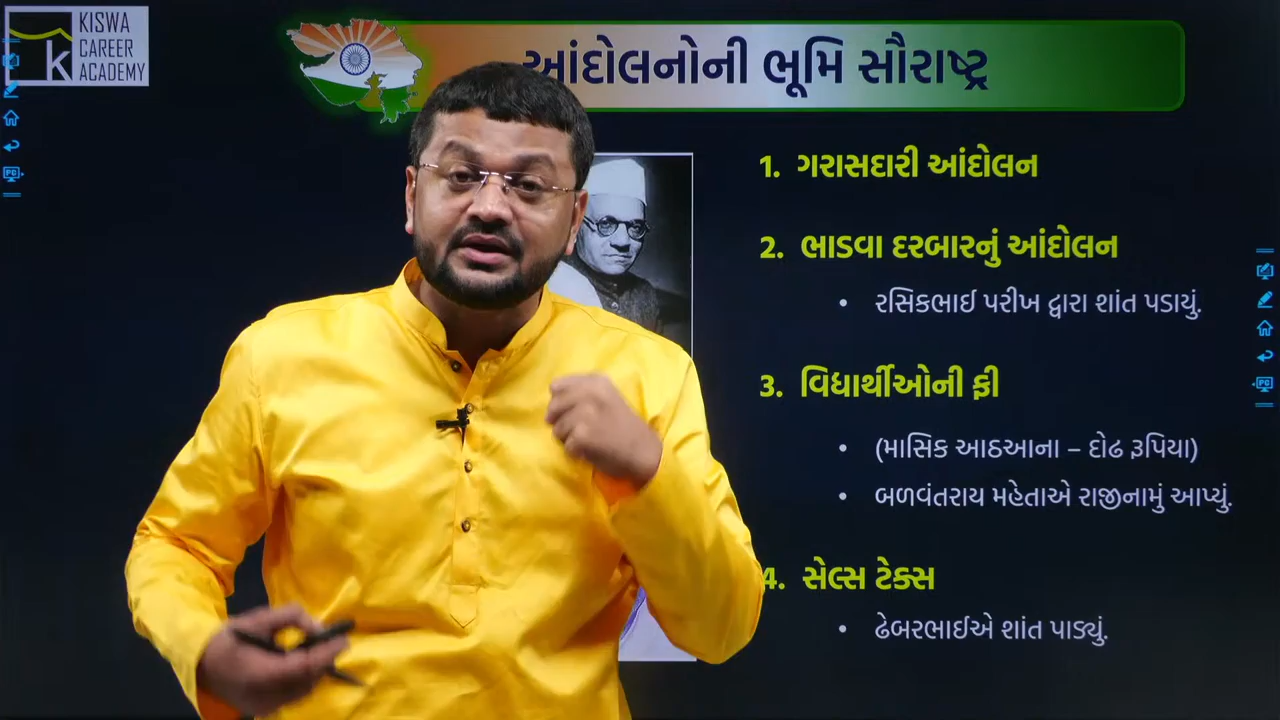 KISWA
CAREER
ACADEMY
k
આંદોલનોની ભૂમિ સૌરાષ્ટ્ર
1. ગરાસદારી આંદોલન
2. ભાડવા દરબારનું આંદોલન
• રસિકભાઈ પરીખ દ્વારા શાંત પડાયું.
3. વિદ્યાર્થીઓની ફી
• (માસિક આઠઆના – દોઢ રૂપિયા)
• બળવંતરાય મહેતાએ રાજીનામું આપ્યું.
4. સેલ્સ ટેક્સ
• ઢેબરભાઈએ શાંત પાડ્યું.